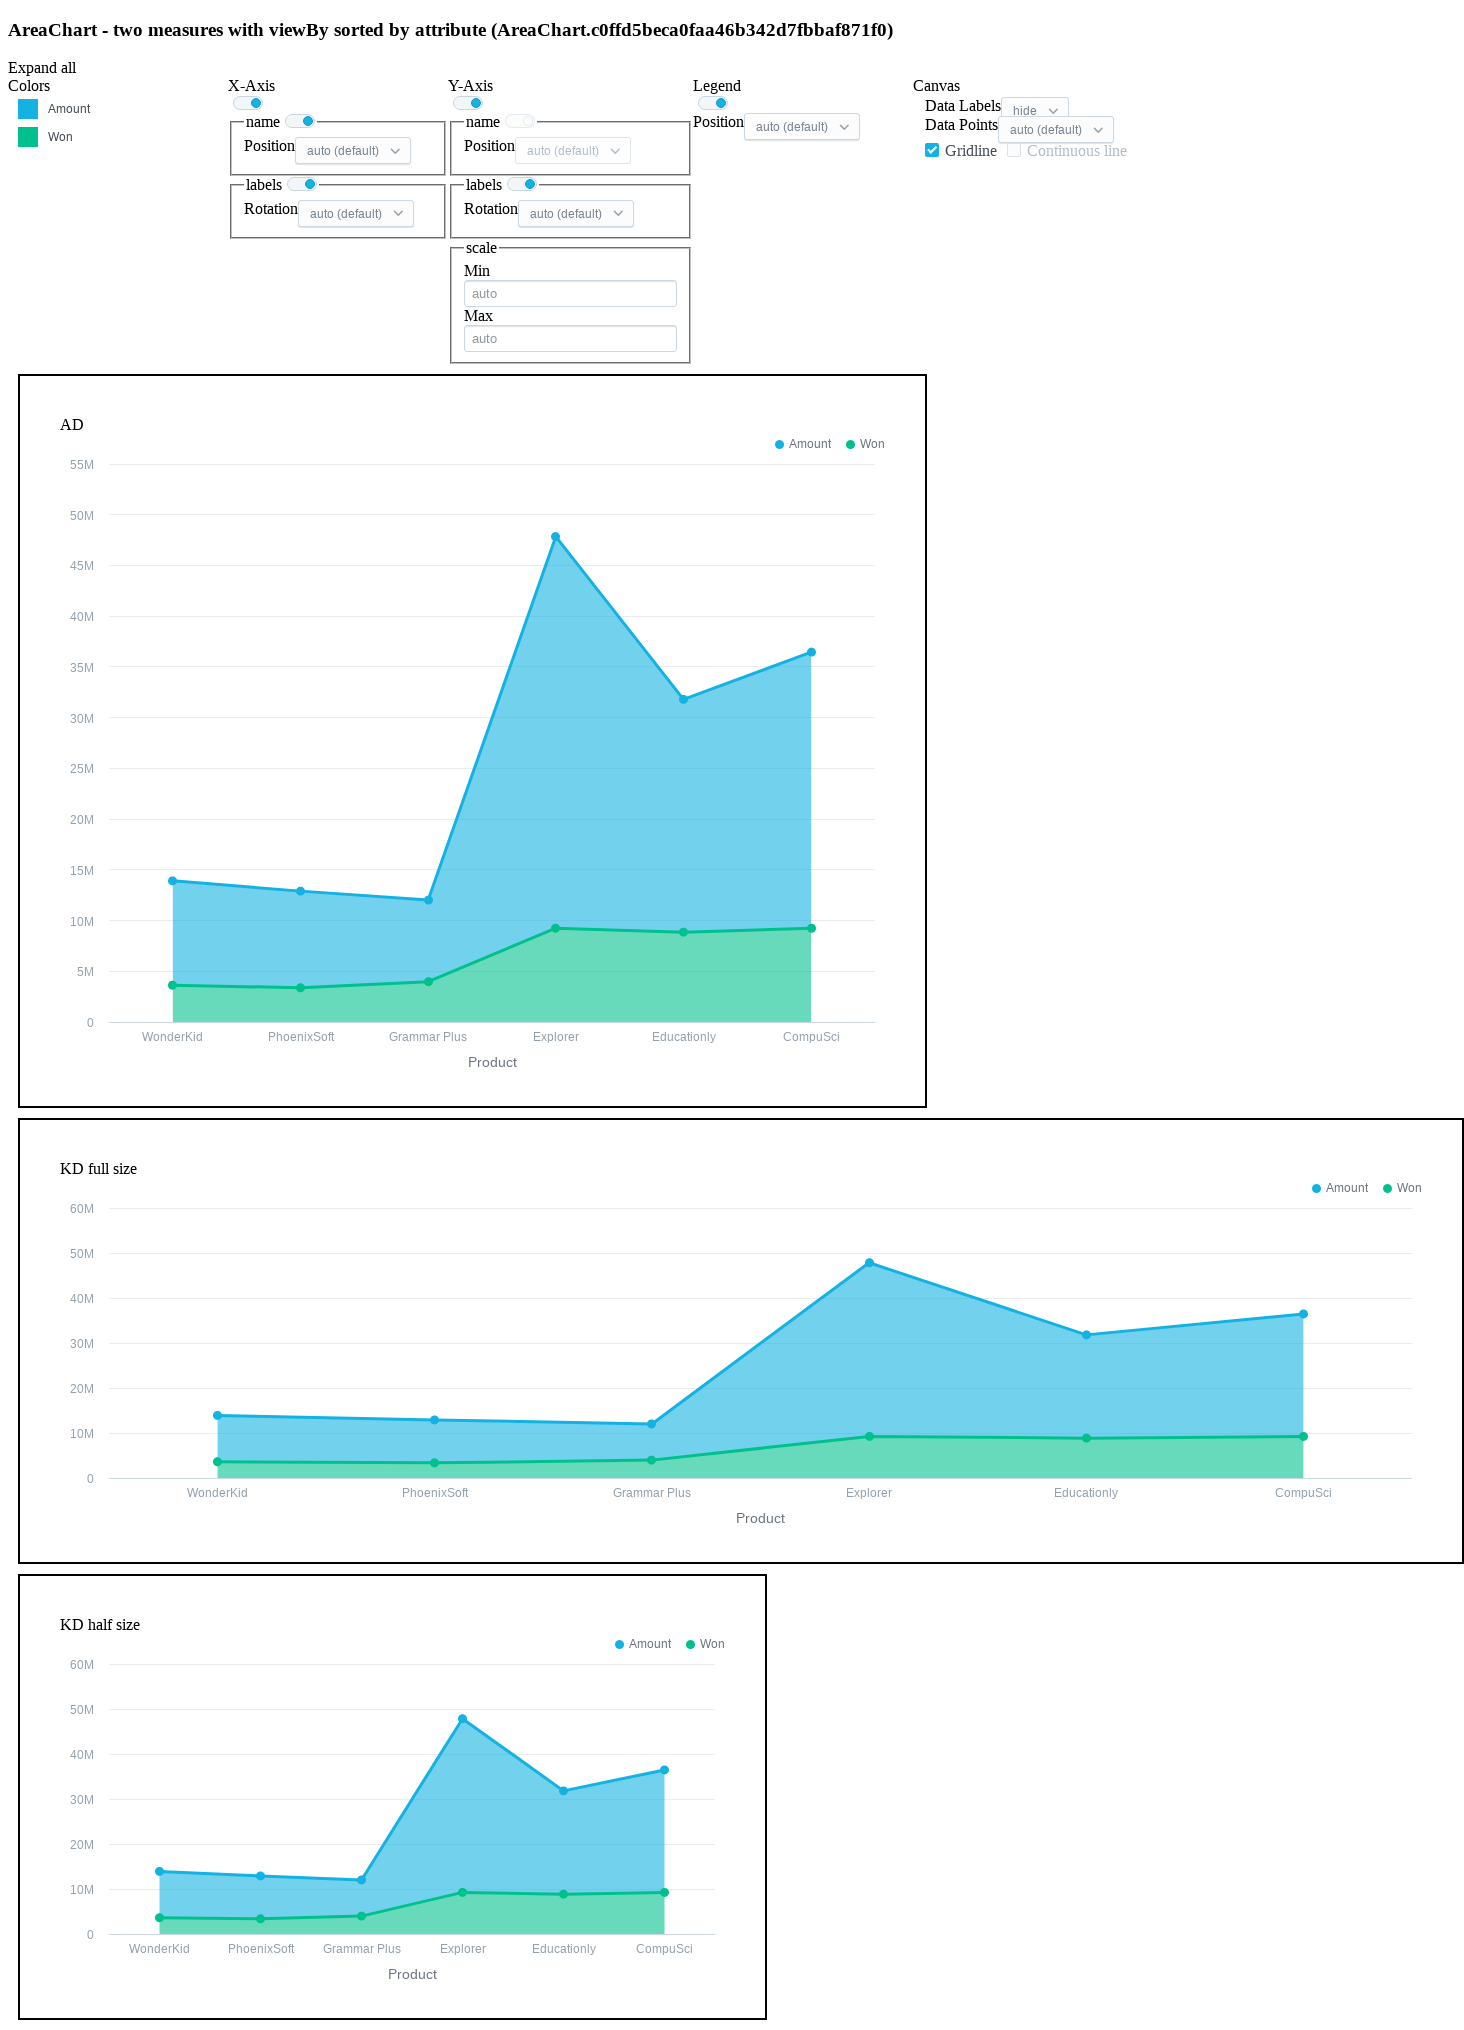 AreaChart - two measures with viewBy sorted by attribute (AreaChart.c0ffd5beca0faa46b342d7fbbaf871f0)
Expand all
Colors
Amount
Won
X-Axis
name
Position auto (default)
labels
Rotation auto (default)
Y-Axis
name
Position auto (default)
labels
Rotation auto (default)
scale
Min
auto
Max
auto
Legend
Position auto (default)
Canvas
Data Labels hide
Data Points auto (default)
Gridline Continuous line
AD
Amount Won
55M
50M
45M
40M
35M
30M
25M
20M
15M
10M
5M
0
WonderKid PhoenixSoft Grammar Plus Explorer Educationly CompuSci
Product
KD full size
Amount Won
60M
50M
40M
30M
20M
10M
0
WonderKid PhoenixSoft Grammar Plus Explorer Educationly CompuSci
Product
KD half size
Amount Won
60M
50M
40M
30M
20M
10M
0
WonderKid PhoenixSoft Grammar Plus Explorer Educationly CompuSci
Product